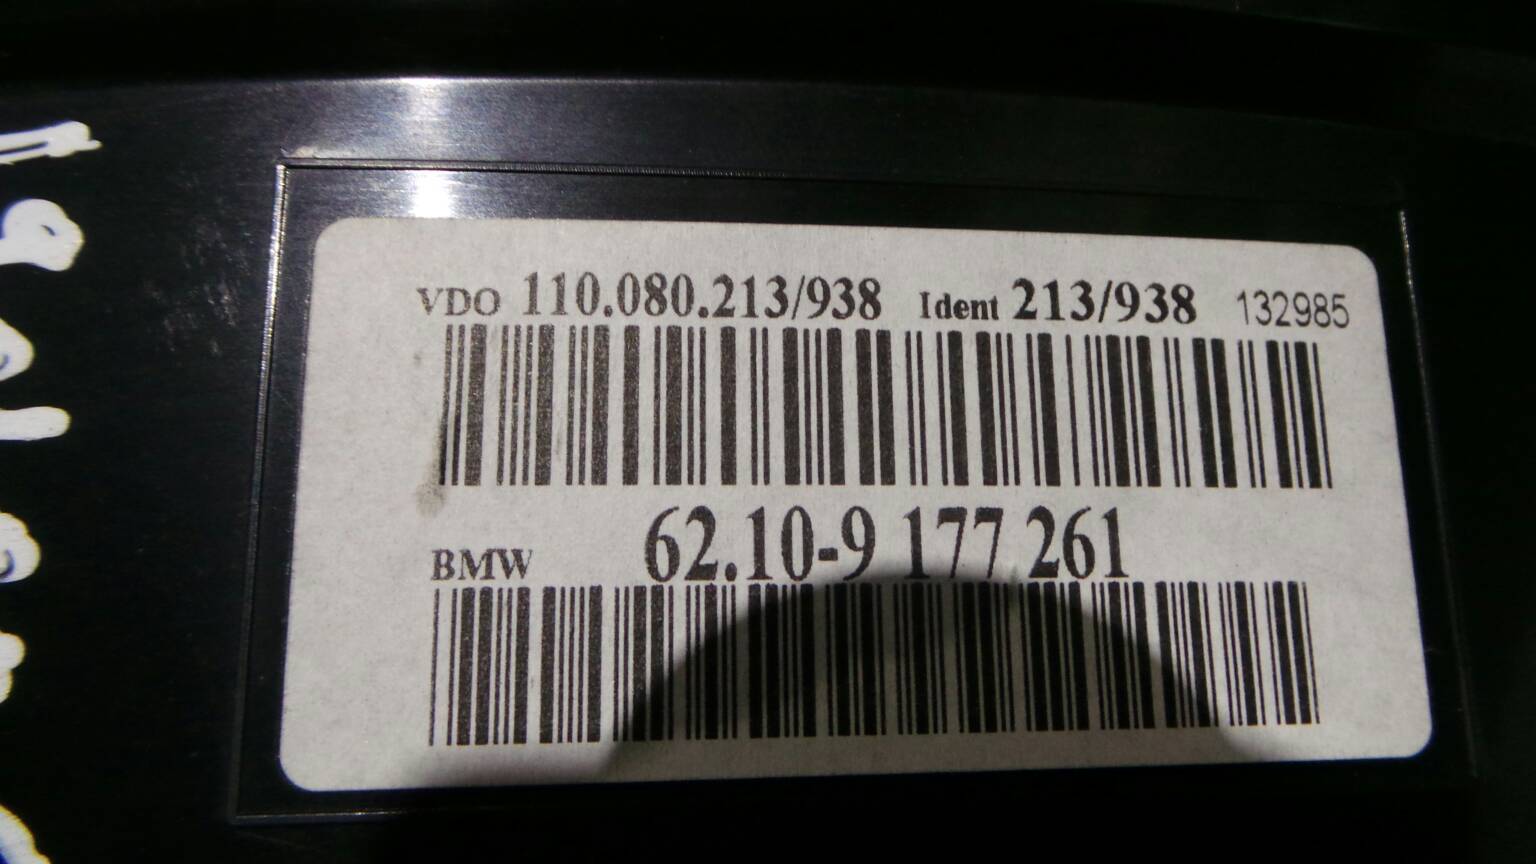 VDO 110.080.213/938 Ident 213/938 132985
BMW 62.10-9 177 261